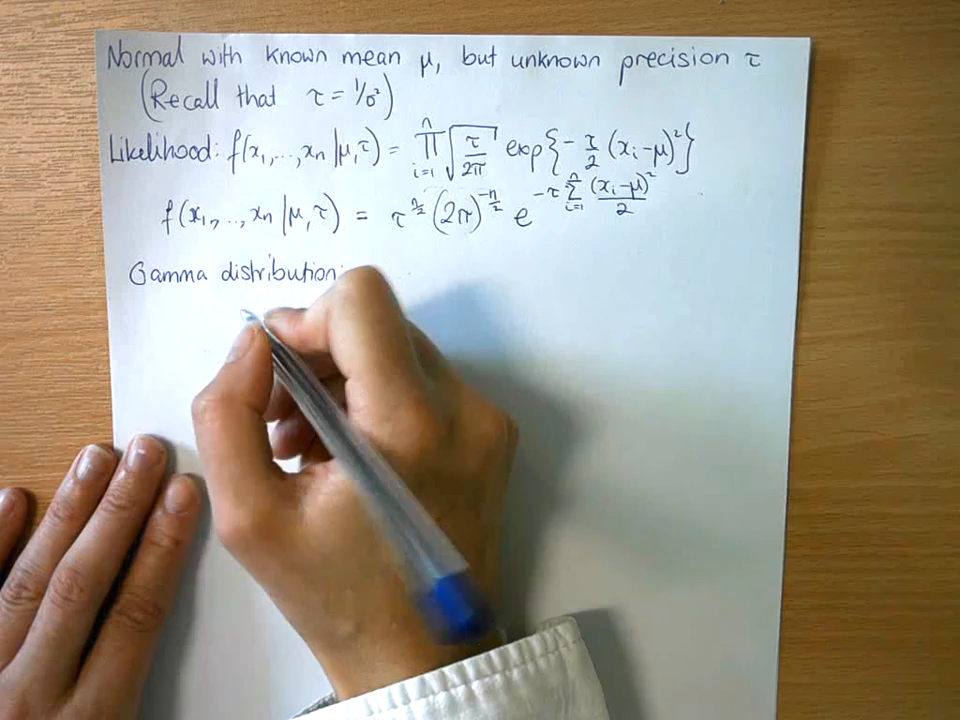 Normal with known mean μ, but unknown precision τ
(Recall that τ = 1/σ²)
Likelihood: f(x₁,...,xₙ|μ,τ) = ∏ᵢ₌₁ⁿ √(τ/2π) exp{-τ/2 (xᵢ-μ)²}
f(x₁,..,xₙ|μ,τ) = τ^(n/2) (2π)^(-n/2) e^(-τ ∑ᵢ₌₁ⁿ (xᵢ-μ)²/2)
Gamma distribution: